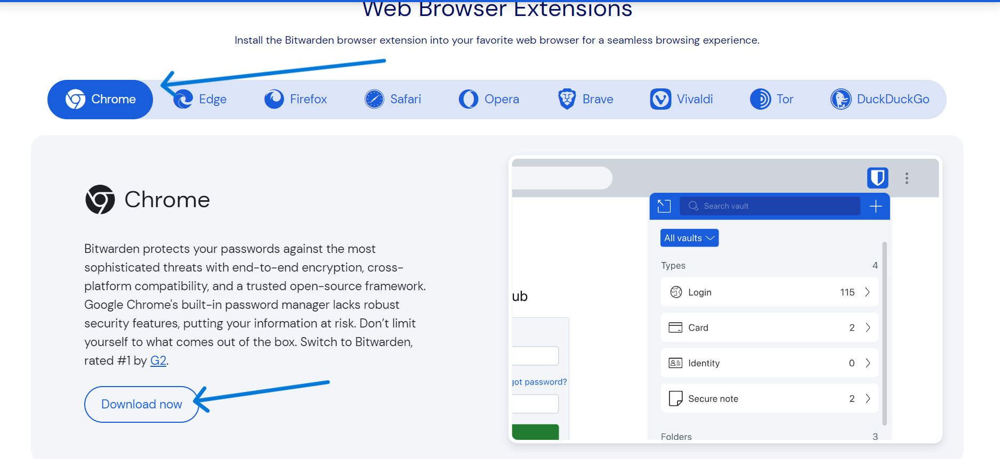 Web Browser Extensions
Install the Bitwarden browser extension into your favorite web browser for a seamless browsing experience.
Chrome Edge Firefox Safari Opera Brave Vivaldi Tor DuckDuckGo
Chrome
Bitwarden protects your passwords against the most
sophisticated threats with end-to-end encryption, cross-
platform compatibility, and a trusted open-source framework.
Google Chrome's built-in password manager lacks robust
security features, putting your information at risk. Don’t limit
yourself to what comes out of the box. Switch to Bitwarden,
rated #1 by G2.
Download now
Search vault
All vaults
Types 4
Login 115
Card 2
Identity 0
Secure note 2
Folders 3
ub
got password?